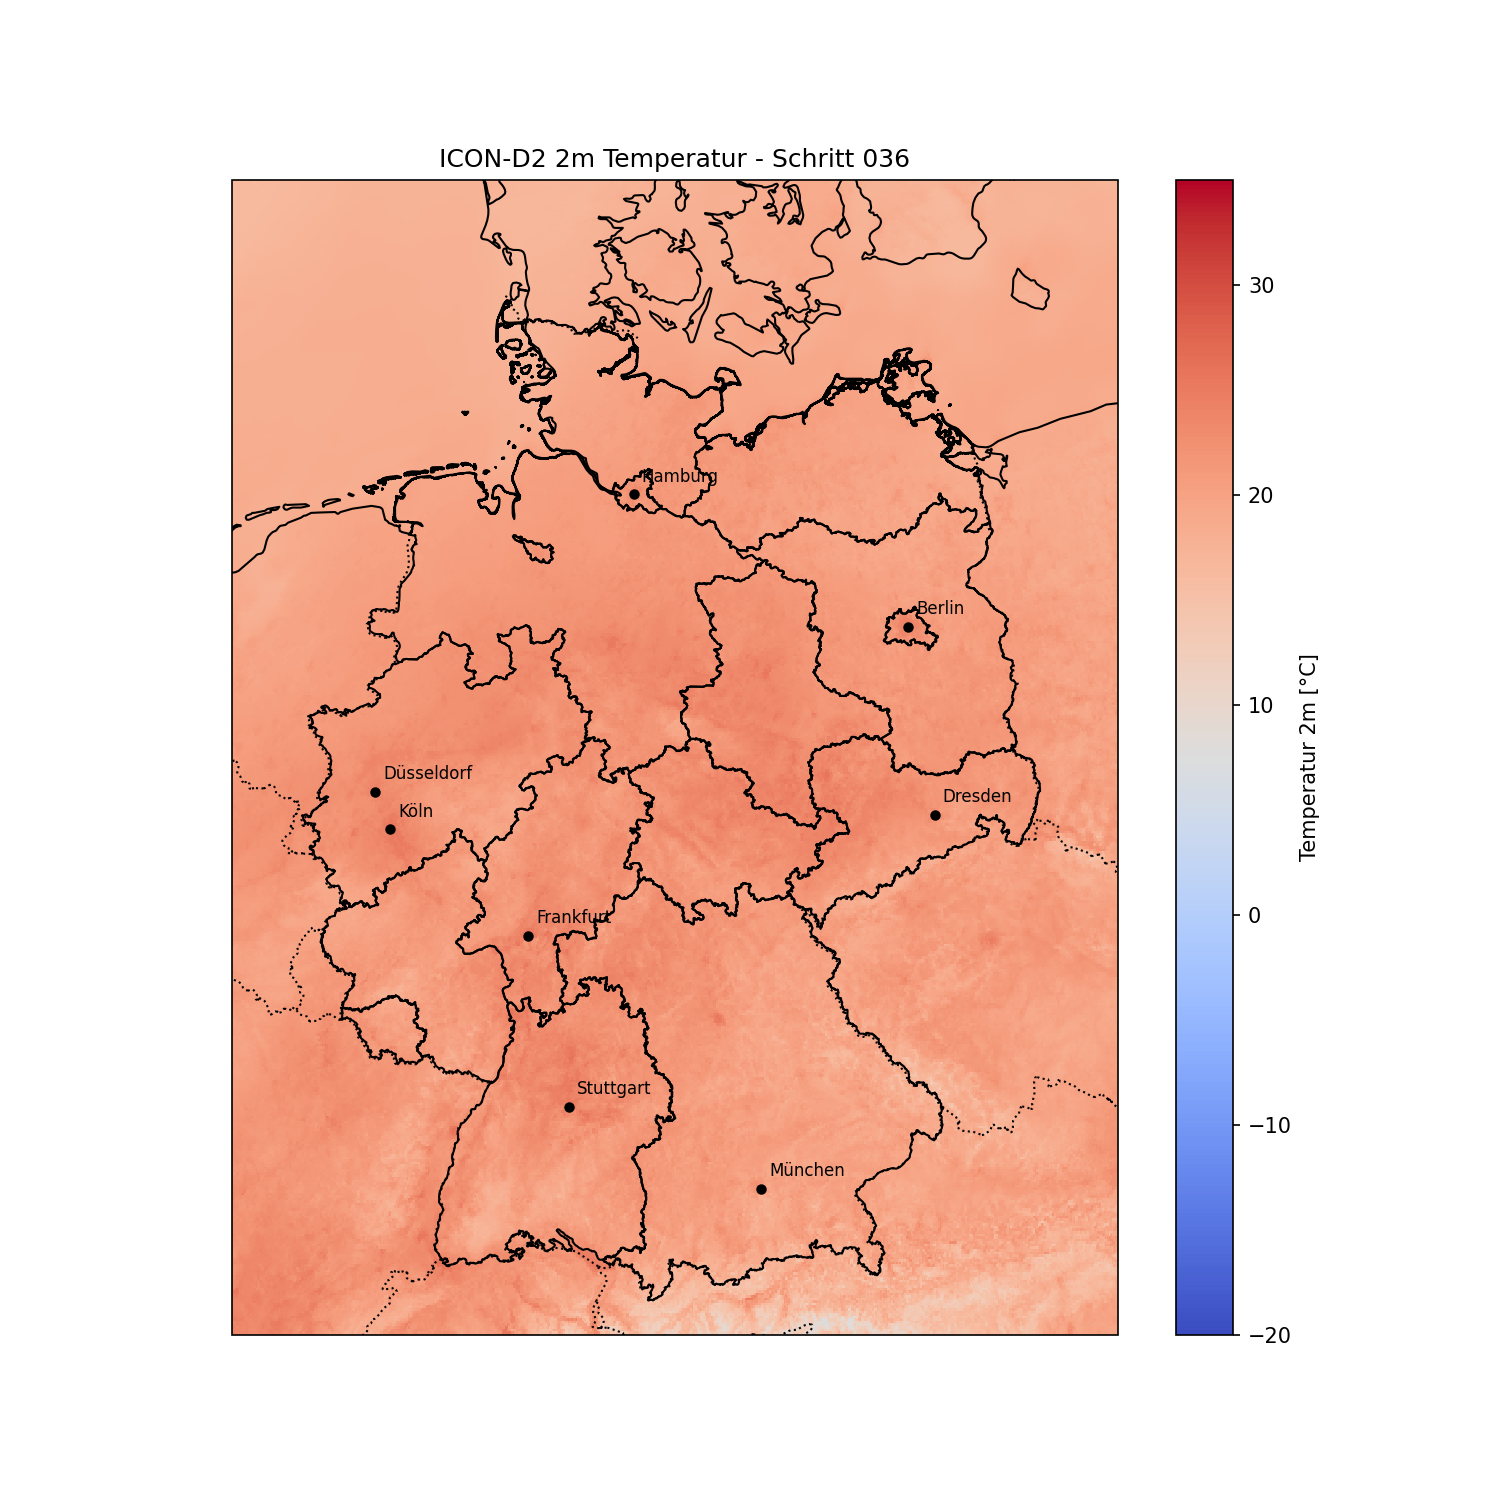 ICON-D2 2m Temperatur - Schritt 036
Hamburg
Berlin
Düsseldorf
Köln
Dresden
Frankfurt
Stuttgart
München
30
20
10
0
−10
−20
Temperatur 2m [°C]